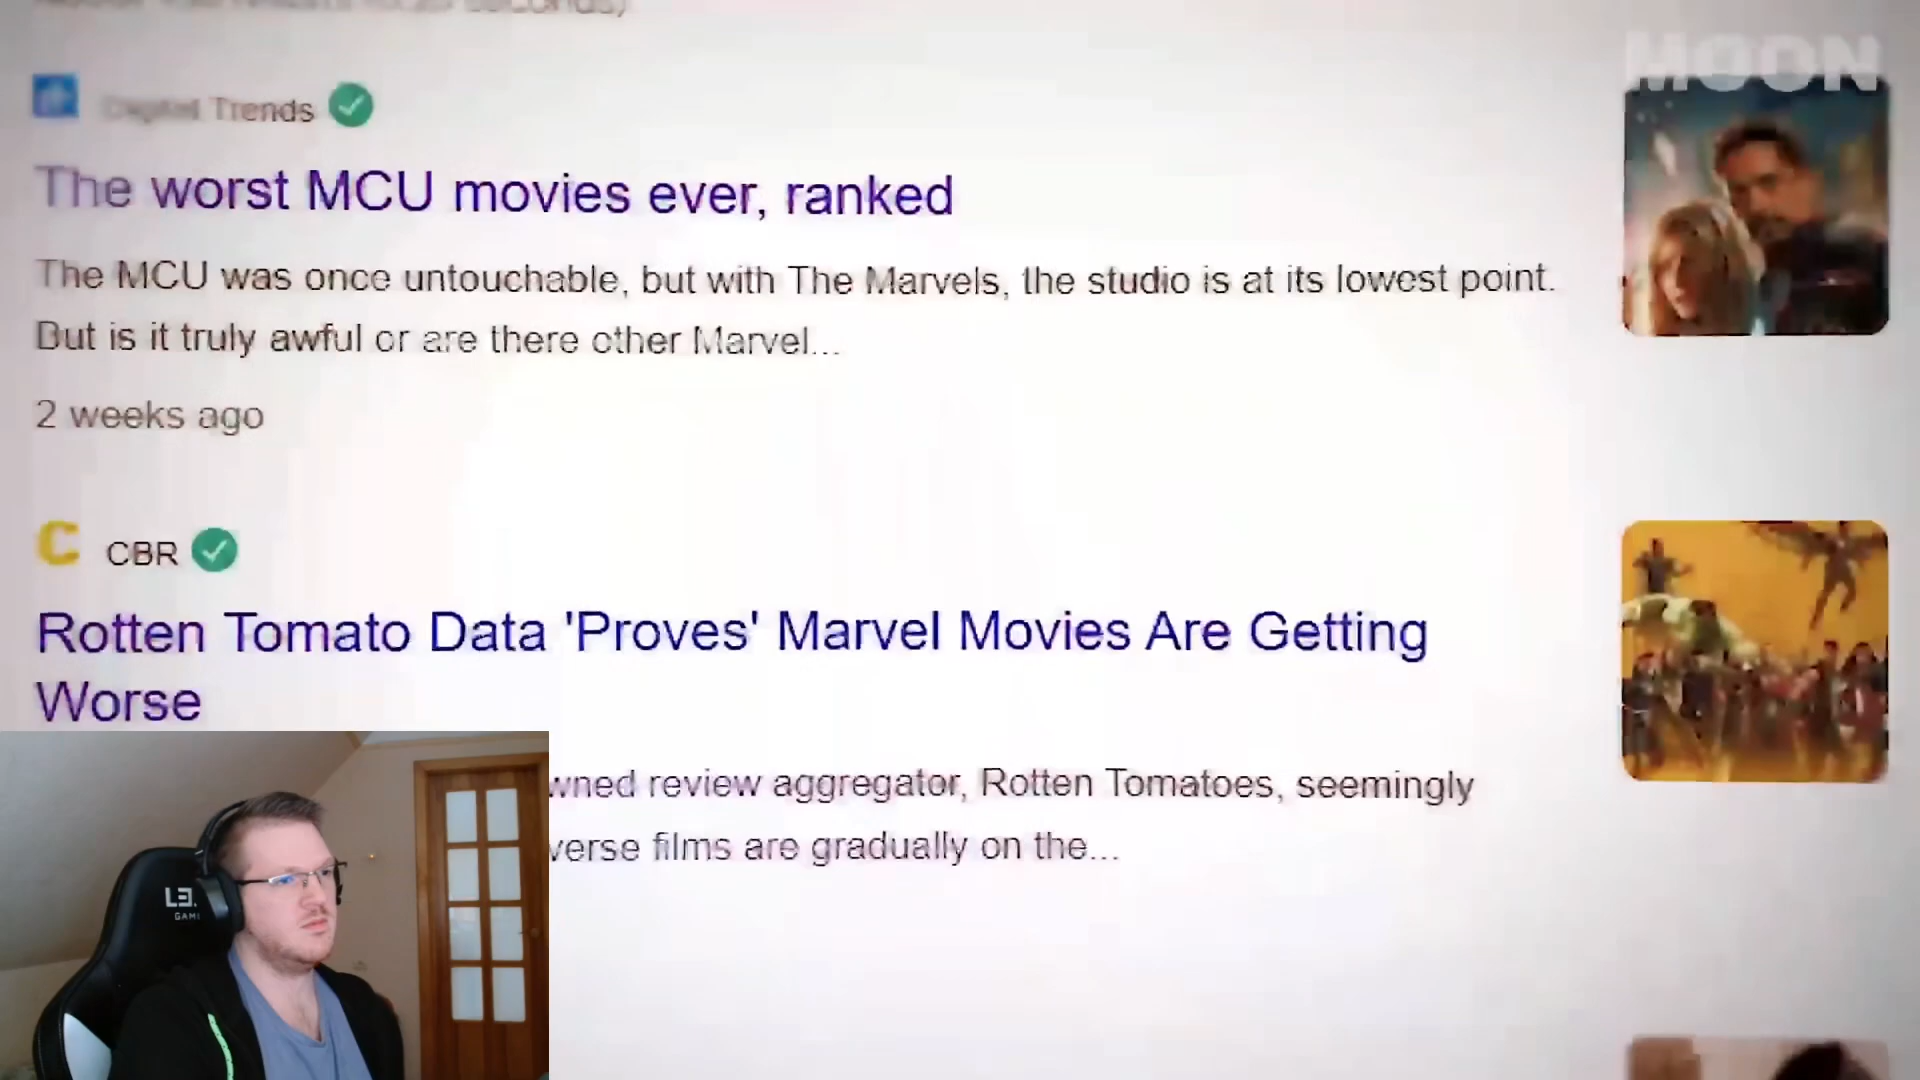 MOON
Digital Trends
The worst MCU movies ever, ranked
The MCU was once untouchable, but with The Marvels, the studio is at its lowest point.
But is it truly awful or are there other Marvel...
2 weeks ago
C CBR
Rotten Tomato Data 'Proves' Marvel Movies Are Getting
Worse
wned review aggregator, Rotten Tomatoes, seemingly
verse films are gradually on the...
GAMI